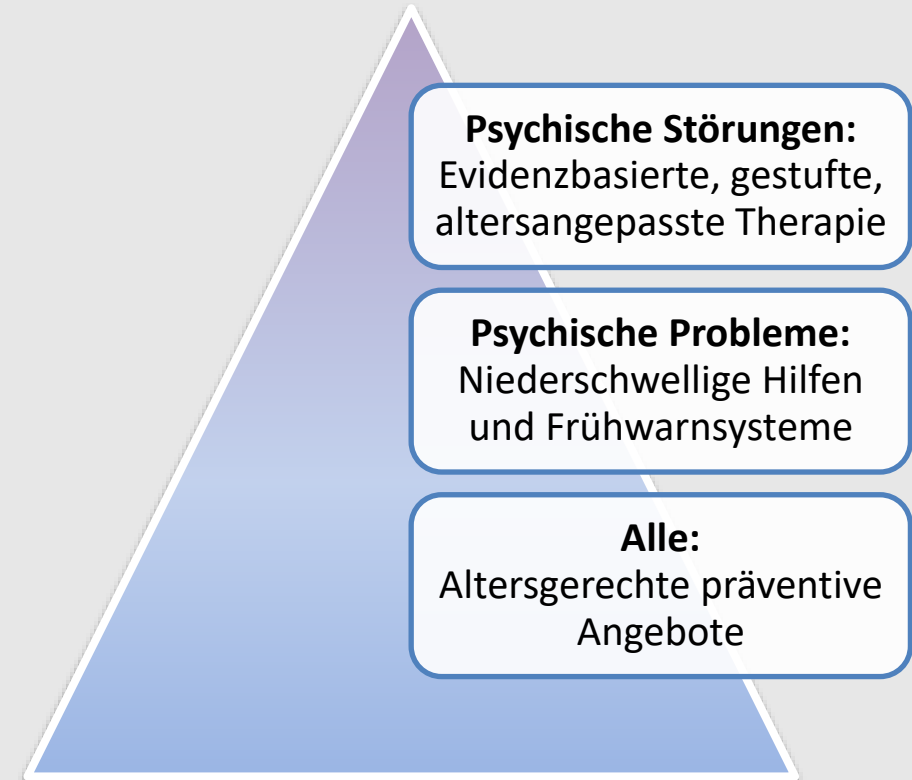 Psychische Störungen:
Evidenzbasierte, gestufte,
altersangepasste Therapie
Psychische Probleme:
Niederschwellige Hilfen
und Frühwarnsysteme
Alle:
Altersgerechte präventive
Angebote